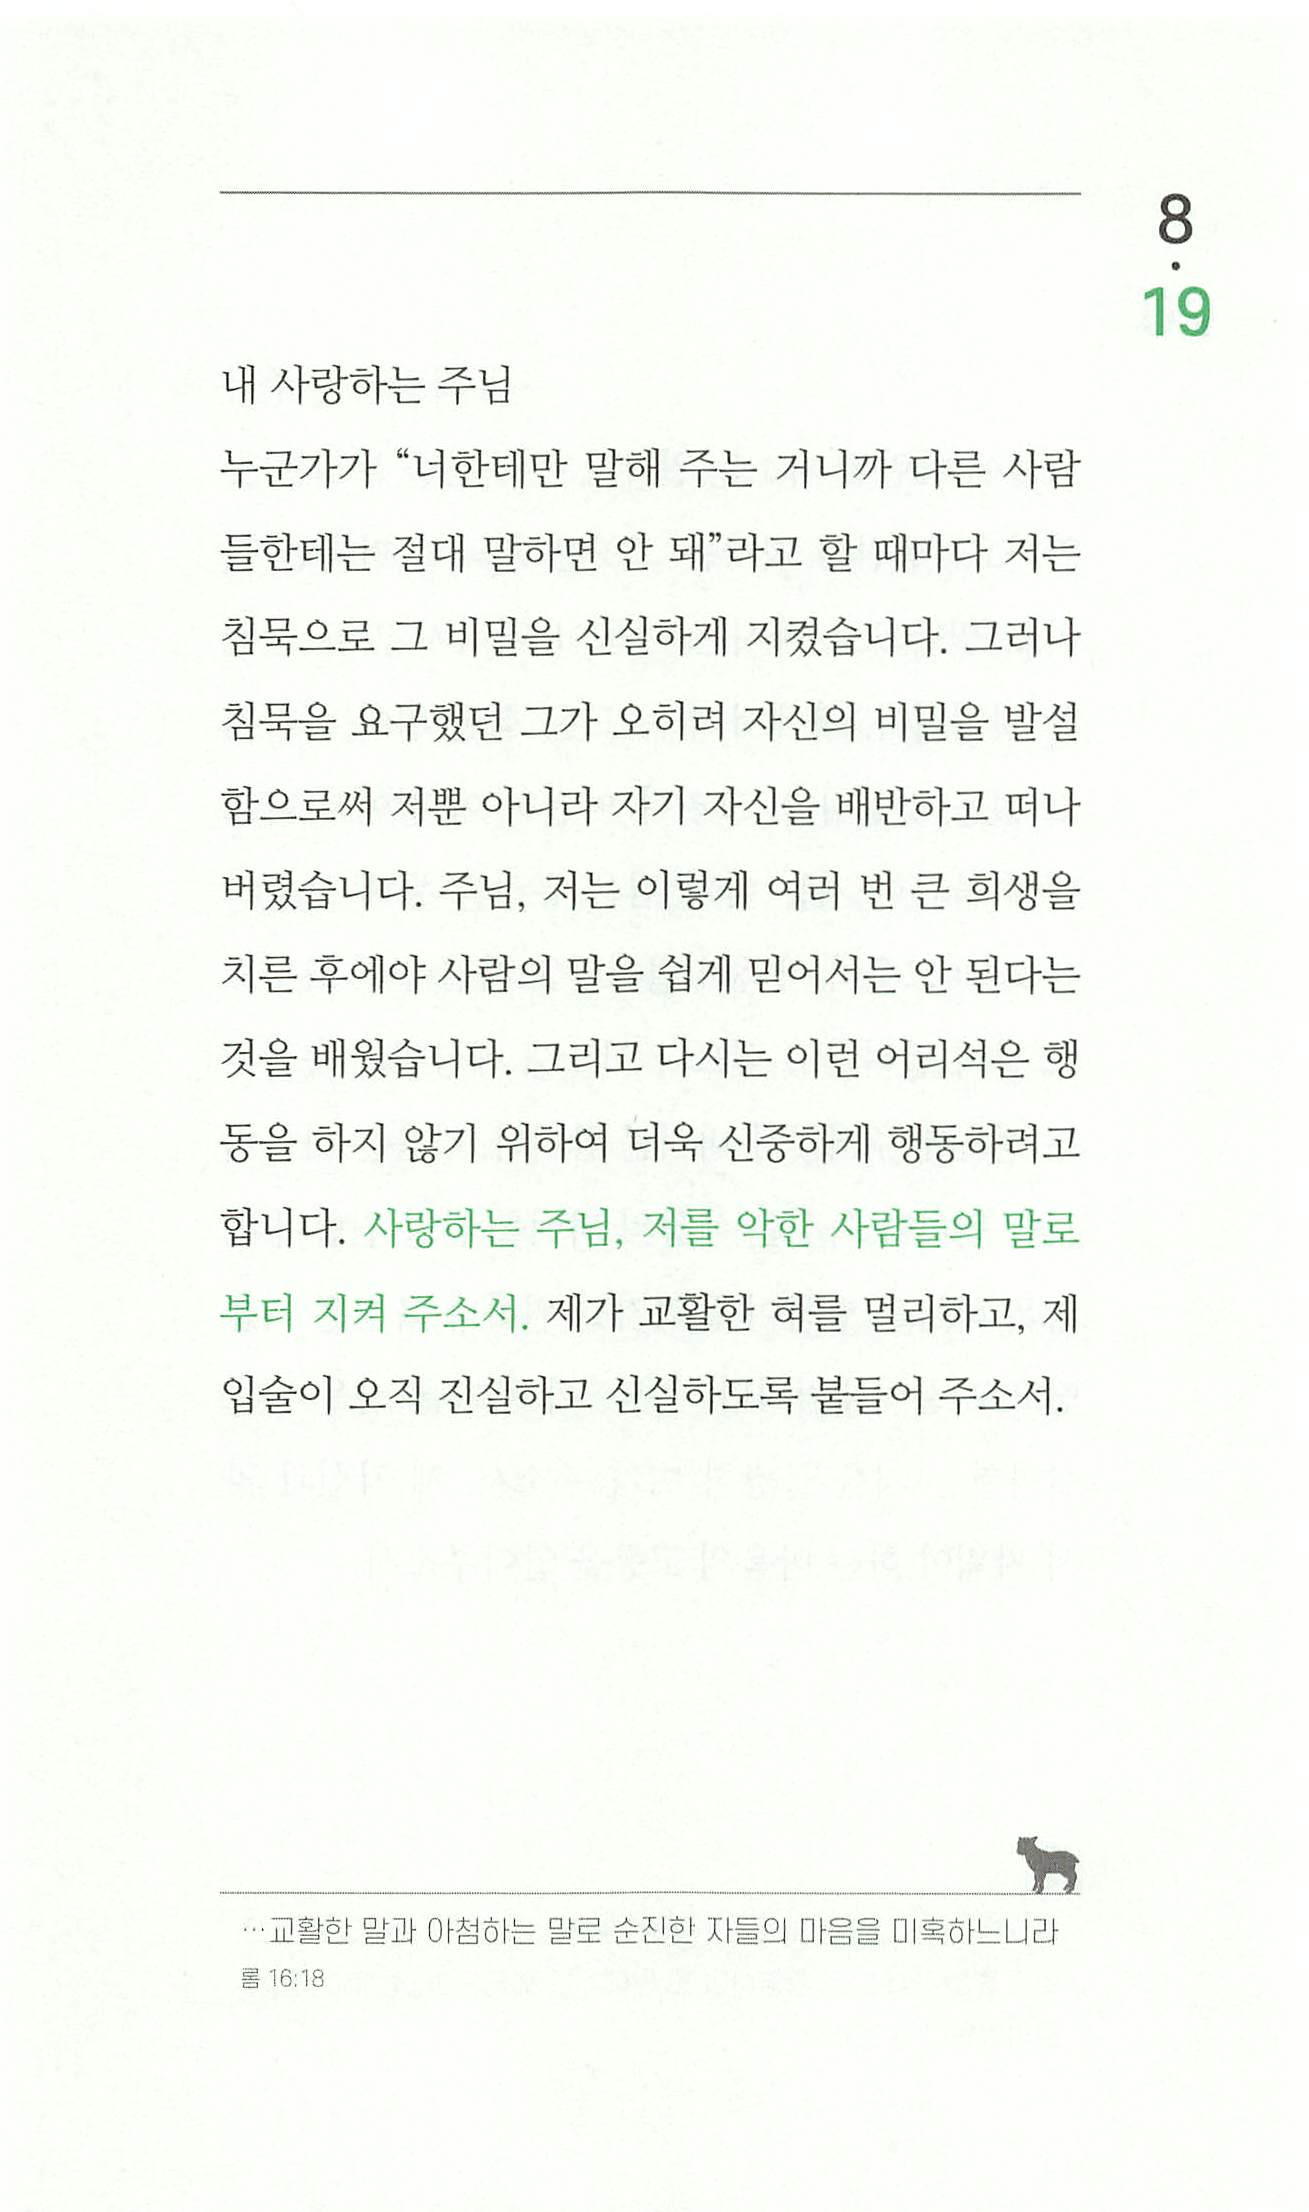 8
·
19
내 사랑하는 주님
누군가가 “너한테만 말해 주는 거니까 다른 사람
들한테는 절대 말하면 안 돼”라고 할 때마다 저는
침묵으로 그 비밀을 신실하게 지켰습니다. 그러나
침묵을 요구했던 그가 오히려 자신의 비밀을 발설
함으로써 저뿐 아니라 자기 자신을 배반하고 떠나
버렸습니다. 주님, 저는 이렇게 여러 번 큰 희생을
치른 후에야 사람의 말을 쉽게 믿어서는 안 된다는
것을 배웠습니다. 그리고 다시는 이런 어리석은 행
동을 하지 않기 위하여 더욱 신중하게 행동하려고
합니다. 사랑하는 주님, 저를 악한 사람들의 말로
부터 지켜 주소서. 제가 교활한 혀를 멀리하고, 제
입술이 오직 진실하고 신실하도록 붙들어 주소서.
…교활한 말과 아첨하는 말로 순진한 자들의 마음을 미혹하느니라
롬 16:18